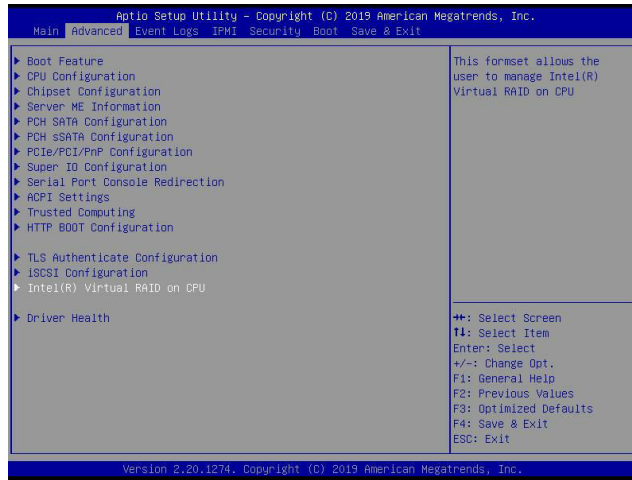 Aptio Setup Utility – Copyright (C) 2019 American Megatrends, Inc.
Main Advanced Event Logs IPMI Security Boot Save & Exit
Boot Feature
CPU Configuration
Chipset Configuration
Server ME Information
PCH SATA Configuration
PCH sSATA Configuration
PCIe/PCI/PnP Configuration
Super IO Configuration
Serial Port Console Redirection
ACPI Settings
Trusted Computing
HTTP BOOT Configuration
TLS Authenticate Configuration
iSCSI Configuration
Intel(R) Virtual RAID on CPU
Driver Health
This formset allows the
user to manage Intel(R)
Virtual RAID on CPU
→←: Select Screen
↑↓: Select Item
Enter: Select
+/-: Change Opt.
F1: General Help
F2: Previous Values
F3: Optimized Defaults
F4: Save & Exit
ESC: Exit
Version 2.20.1274. Copyright (C) 2019 American Megatrends, Inc.